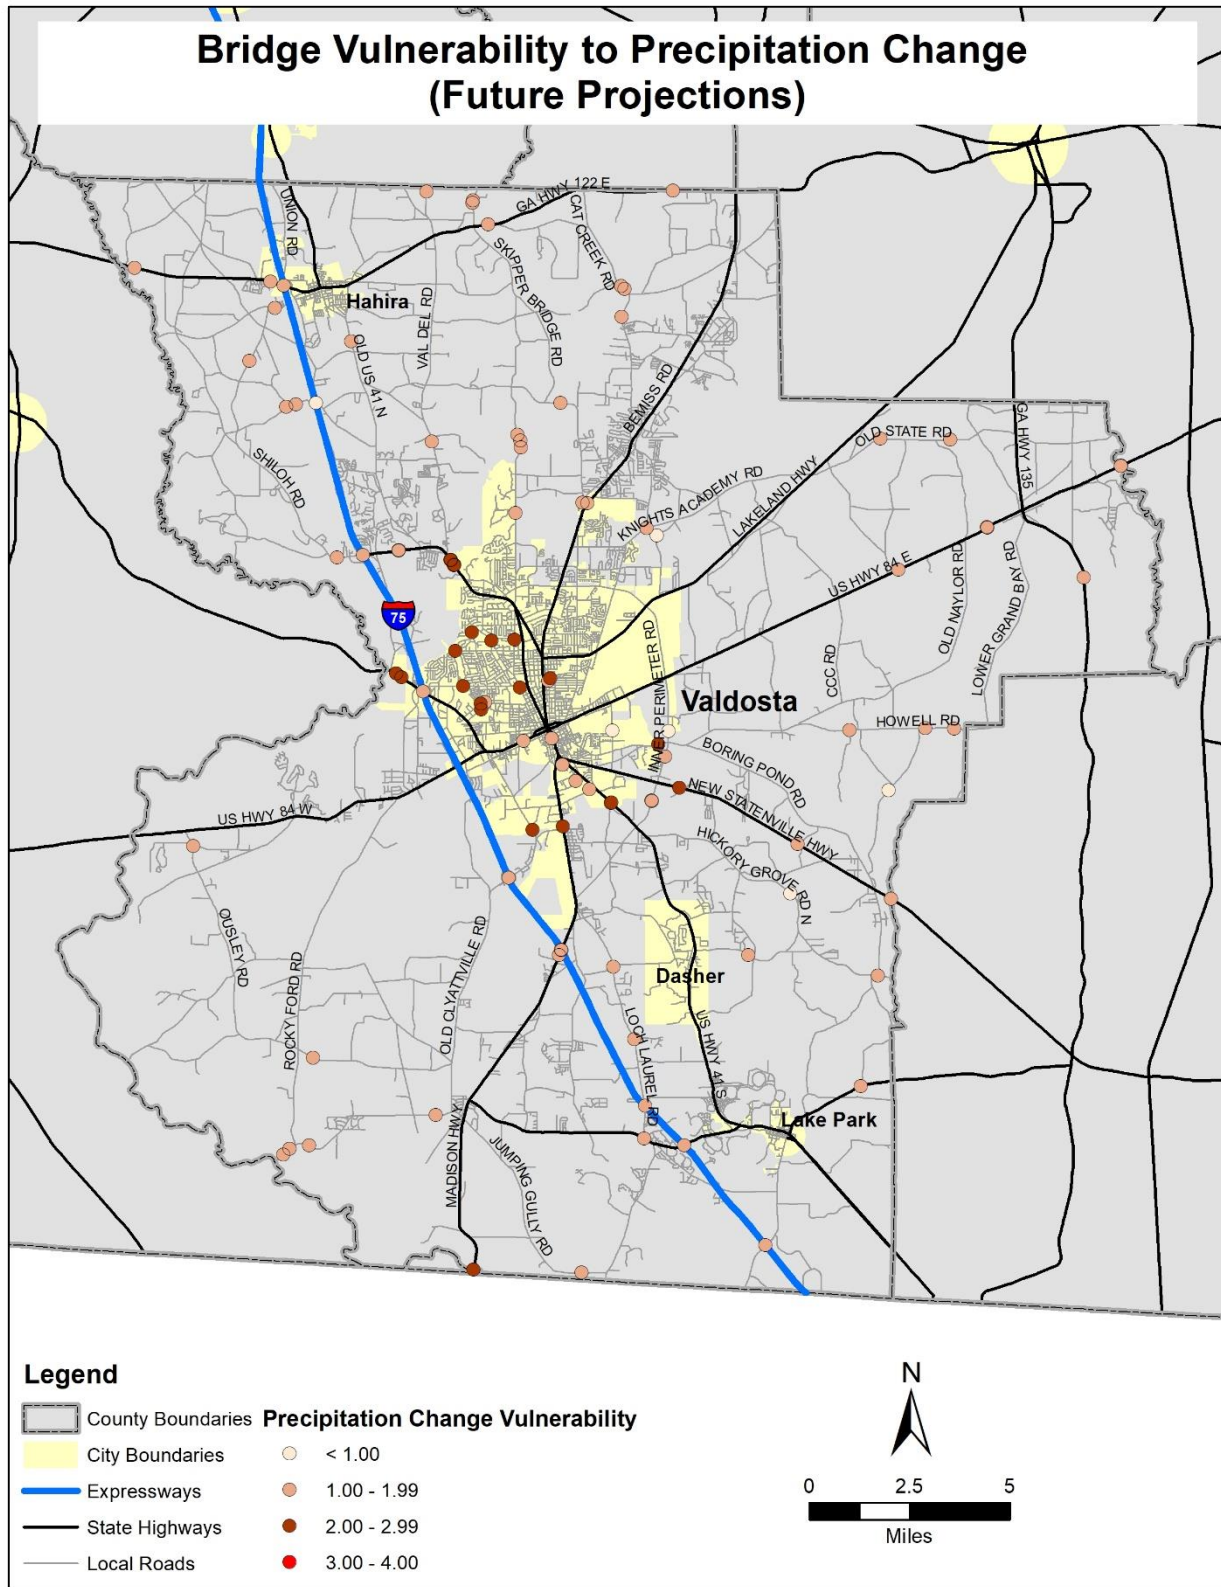 Bridge Vulnerability to Precipitation Change
(Future Projections)
GA HWY 122 E
UNION RD
CAT CREEK RD
SKIPPER BRIDGE RD
Hahira
VAL DEL RD
OLD US 41 N
BEMISS RD
GA HWY 135
OLD STATE RD
SHILOH RD
KNIGHTS ACADEMY RD
LAKELAND HWY
US HWY 84 E
OLD NAYLOR RD
LOWER GRAND BAY RD
75
INNER PERIMETER RD
CCC RD
Valdosta
HOWELL RD
BORING POND RD
NEW STATENVILLE HWY
US HWY 84 W
HICKORY GROVE RD N
OUSLEY RD
ROCKY FORD RD
OLD CLYATTVILLE RD
Dasher
LOCH LAUREL RD
US HWY 41 S
Lake Park
MADISON HWY
JUMPING GULLY RD
Legend
County Boundaries
City Boundaries
Expressways
State Highways
Local Roads
Precipitation Change Vulnerability
< 1.00
1.00 - 1.99
2.00 - 2.99
3.00 - 4.00
N
0 2.5 5
Miles